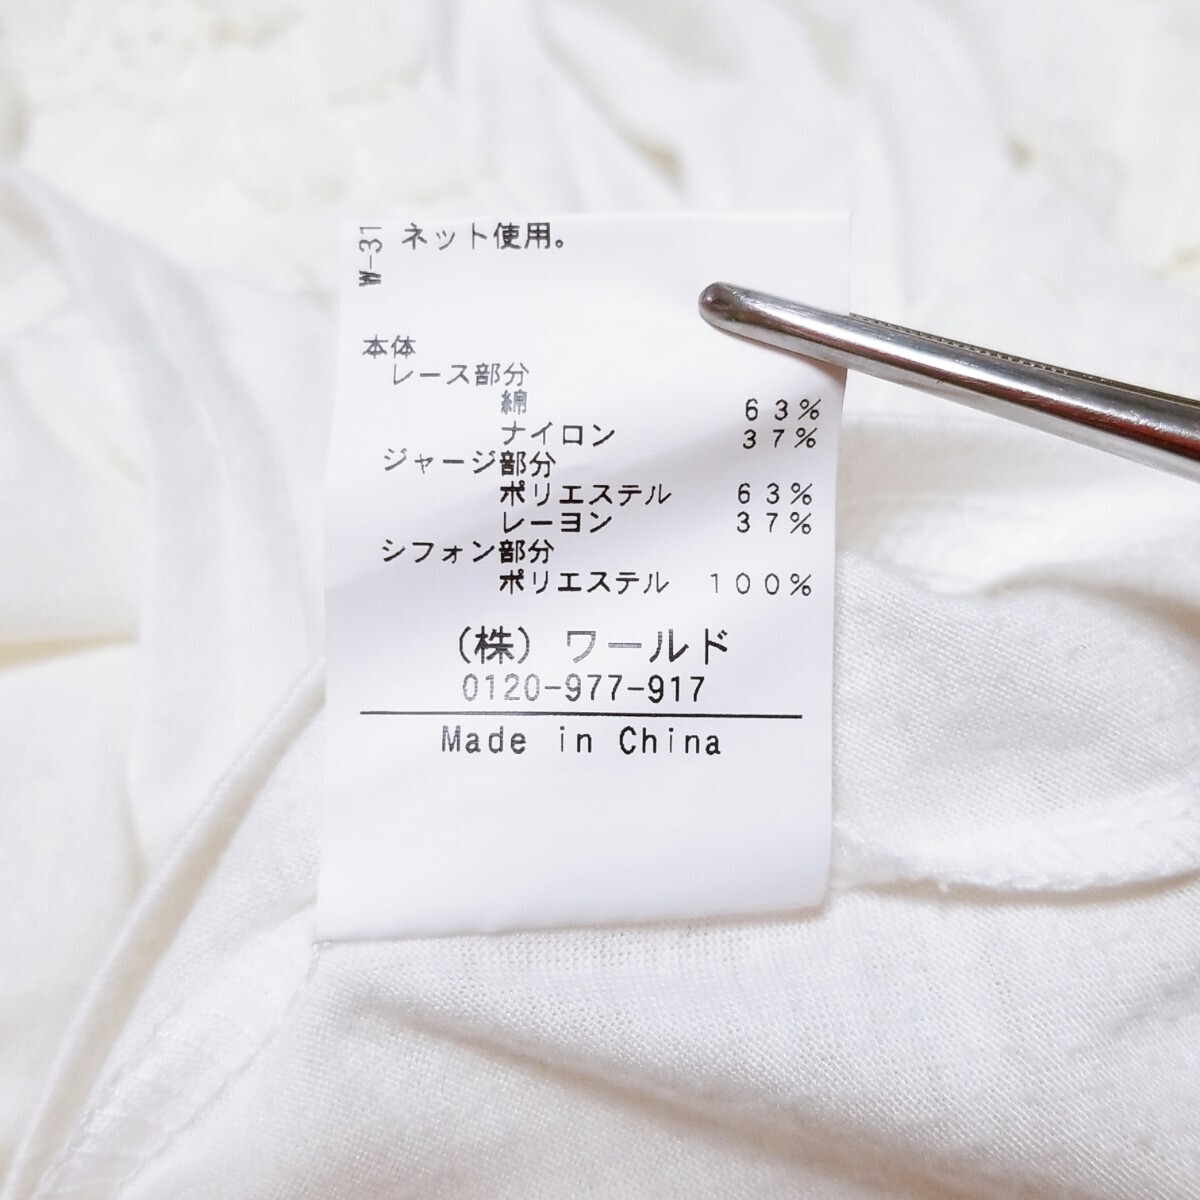 W-31
ネット使用。
本体
レース部分
綿 63%
ナイロン 37%
ジャージ部分
ポリエステル 63%
レーヨン 37%
シフォン部分
ポリエステル 100%
(株) ワールド
0120-977-917
Made in China